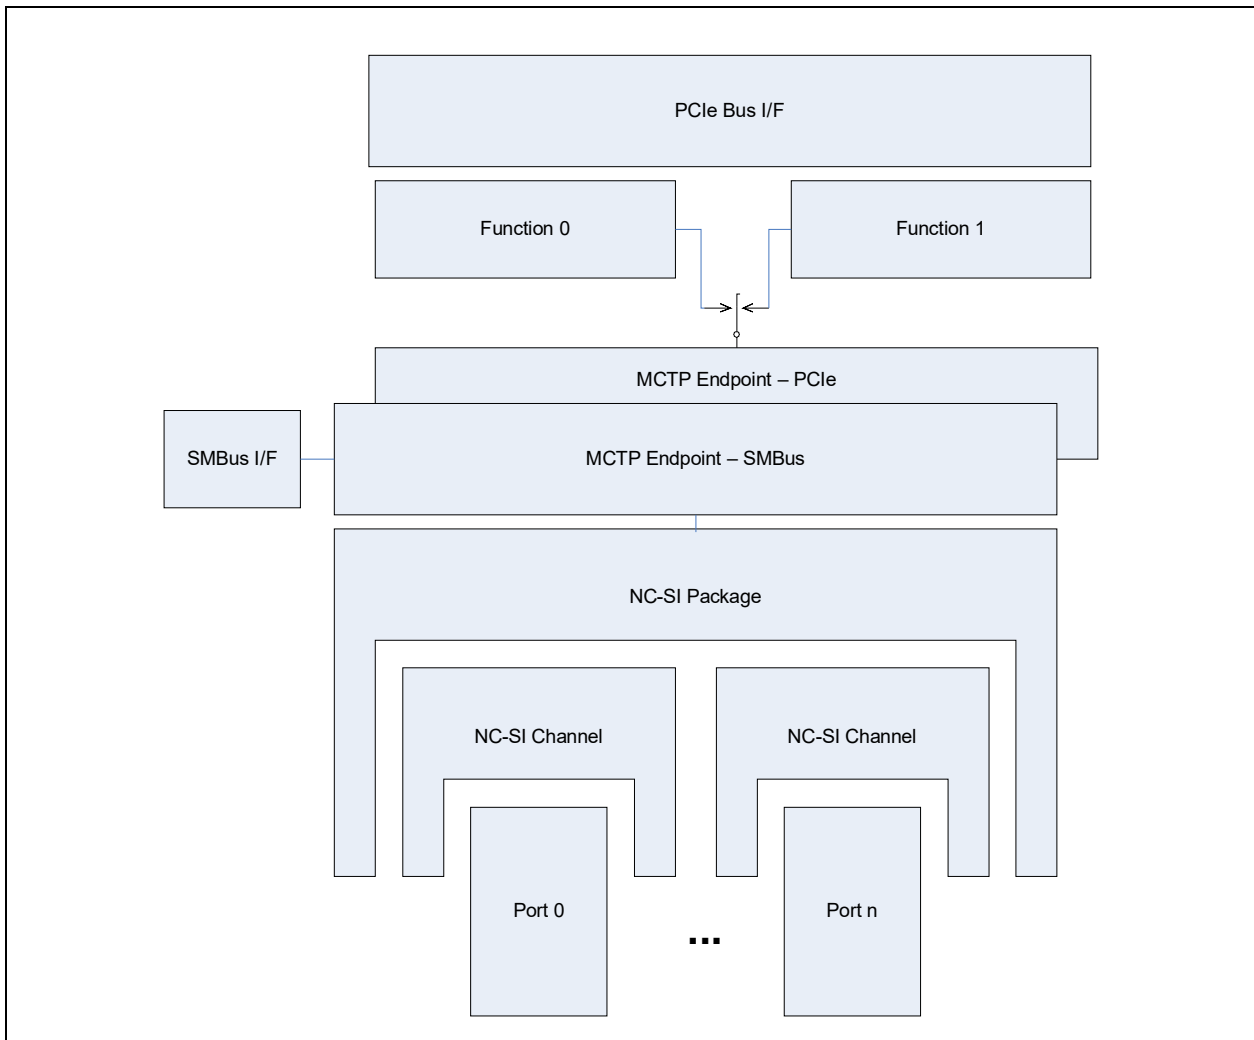 PCIe Bus I/F
Function 0
Function 1
MCTP Endpoint – PCIe
SMBus I/F
MCTP Endpoint – SMBus
NC-SI Package
NC-SI Channel
NC-SI Channel
Port 0
...
Port n